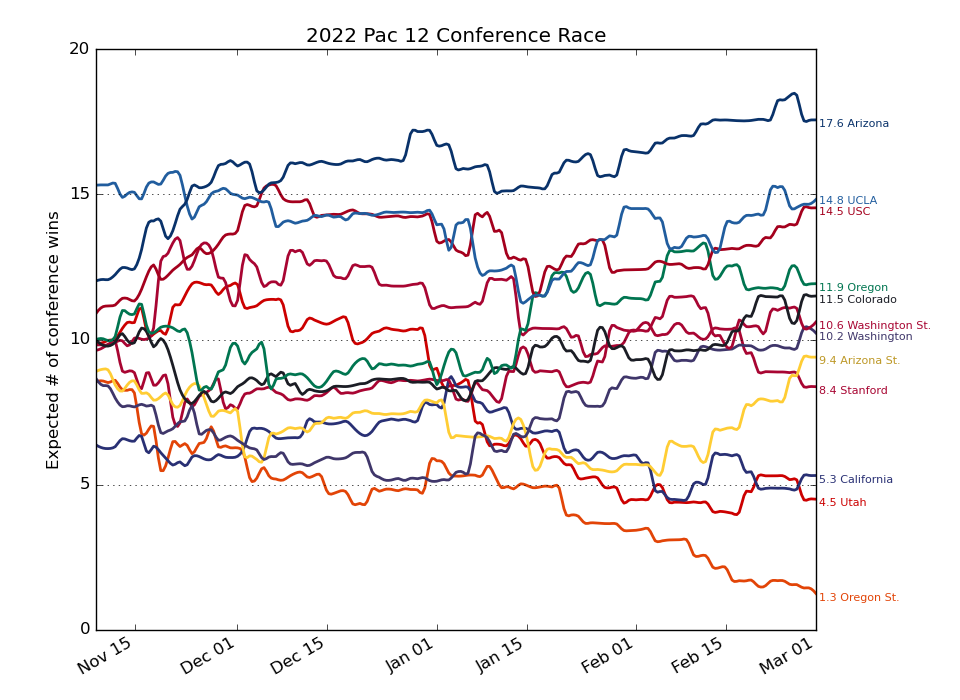 2022 Pac 12 Conference Race
Expected # of conference wins
20
15
10
5
0
17.6 Arizona
14.8 UCLA
14.5 USC
11.9 Oregon
11.5 Colorado
10.6 Washington St.
10.2 Washington
9.4 Arizona St.
8.4 Stanford
5.3 California
4.5 Utah
1.3 Oregon St.
Nov 15
Dec 01
Dec 15
Jan 01
Jan 15
Feb 01
Feb 15
Mar 01